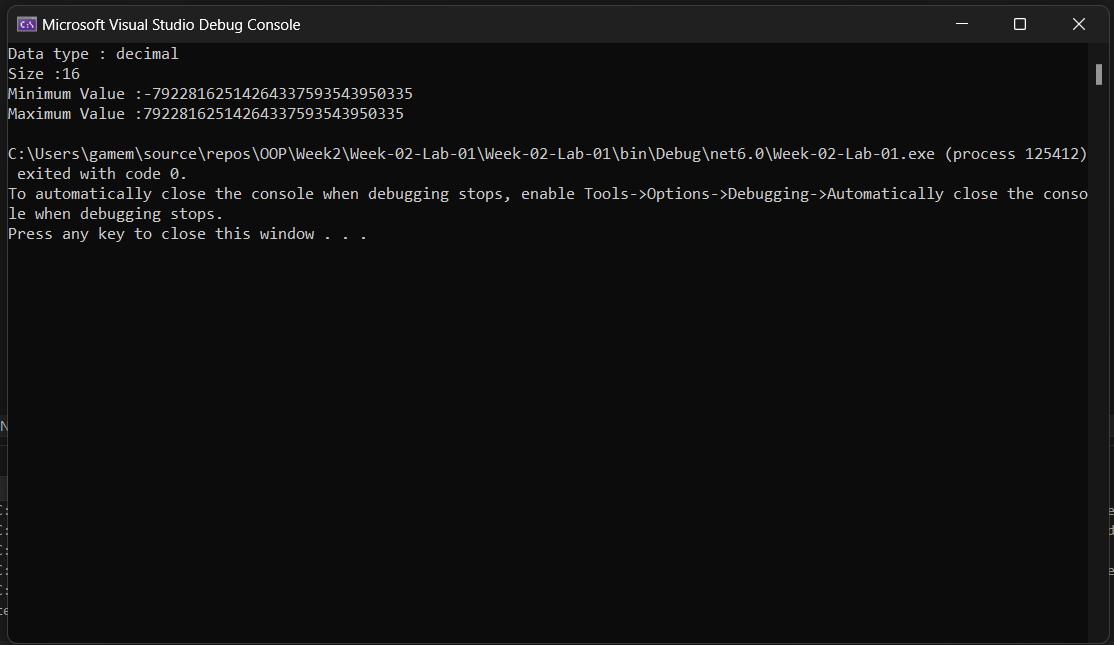 Microsoft Visual Studio Debug Console
Data type : decimal
Size :16
Minimum Value :-79228162514264337593543950335
Maximum Value :79228162514264337593543950335
C:\Users\gamem\source\repos\OOP\Week2\Week-02-Lab-01\Week-02-Lab-01\bin\Debug\net6.0\Week-02-Lab-01.exe (process 125412)
 exited with code 0.
To automatically close the console when debugging stops, enable Tools->Options->Debugging->Automatically close the conso
le when debugging stops.
Press any key to close this window . . .